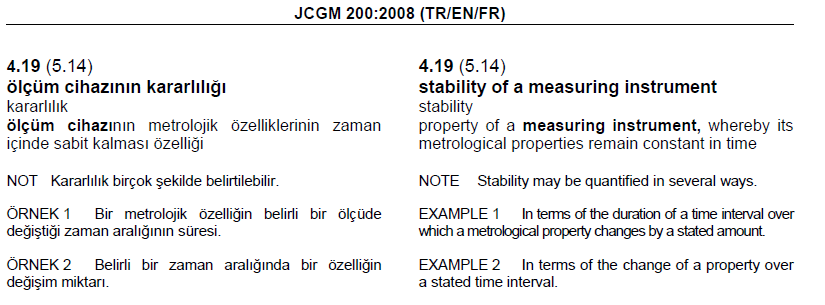 JCGM 200:2008 (TR/EN/FR)
4.19 (5.14)
ölçüm cihazının kararlılığı
kararlılık
ölçüm cihazının metrolojik özelliklerinin zaman
içinde sabit kalması özelliği
NOT Kararlılık birçok şekilde belirtilebilir.
ÖRNEK 1 Bir metrolojik özelliğin belirli bir ölçüde
değiştiği zaman aralığının süresi.
ÖRNEK 2 Belirli bir zaman aralığında bir özelliğin
değişim miktarı.
4.19 (5.14)
stability of a measuring instrument
stability
property of a measuring instrument, whereby its
metrological properties remain constant in time
NOTE Stability may be quantified in several ways.
EXAMPLE 1 In terms of the duration of a time interval over
which a metrological property changes by a stated amount.
EXAMPLE 2 In terms of the change of a property over
a stated time interval.